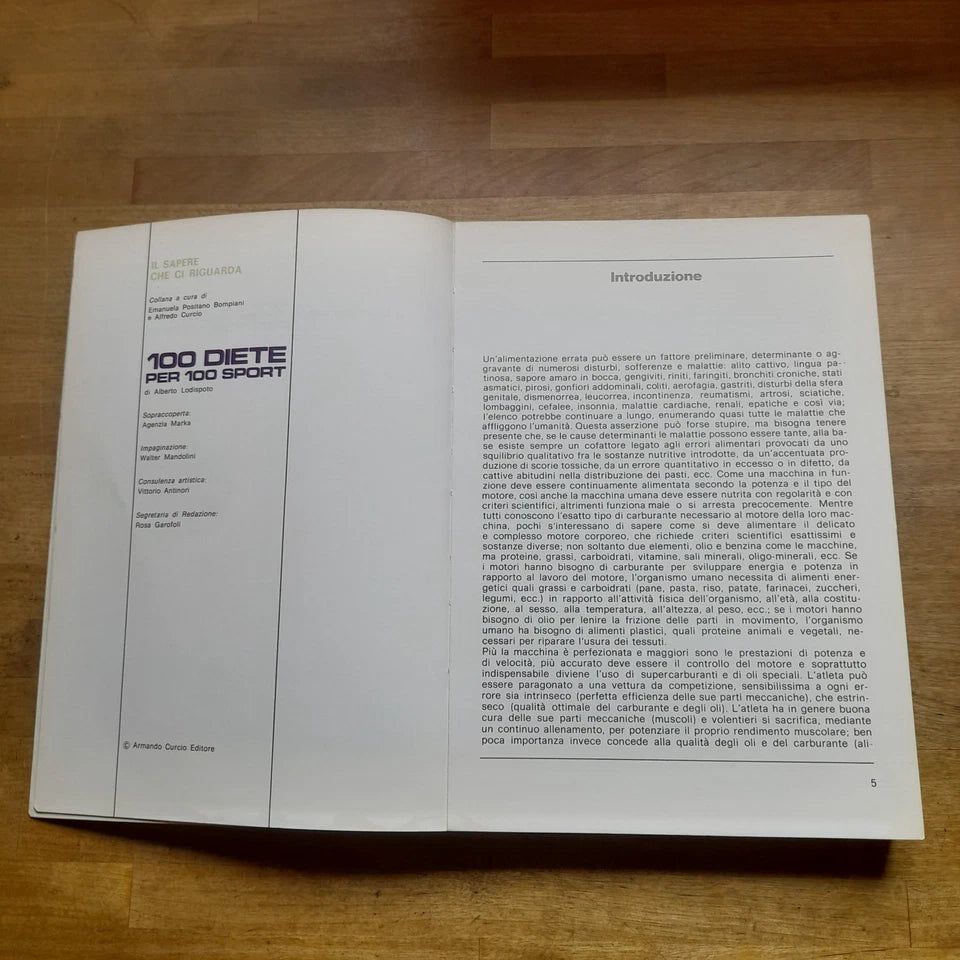 IL SAPERE
CHE CI RIGUARDA
Collana a cura di
Emanuela Positano Bompiani
e Alfredo Curcio
100 DIETE
PER 100 SPORT
di Alberto Lodispoto
Sopraccoperta:
Agenzia Marka
Impaginazione:
Walter Mandolini
Consulenza artistica:
Vittorio Antinori
Segretaria di Redazione:
Rosa Garofoli
© Armando Curcio Editore
Introduzione
Un'alimentazione errata può essere un fattore preliminare, determinante o ag-
gravante di numerosi disturbi, sofferenze e malattie: alito cattivo, lingua pa-
tinosa, sapore amaro in bocca, gengiviti, riniti, faringiti, bronchiti croniche, stati
asmatici, pirosi, gonfiori addominali, coliti, aerofagia, gastriti, disturbi della sfera
genitale, dismenorrea, leucorrea, incontinenza, reumatismi, artrosi, sciatiche,
lombaggini, cefalee, insonnia, malattie cardiache, renali, epatiche e così via;
l'elenco potrebbe continuare a lungo, enumerando quasi tutte le malattie che
affliggono l'umanità. Questa asserzione può forse stupire, ma bisogna tenere
presente che, se le cause determinanti le malattie possono essere tante, alla ba-
se esiste sempre un cofattore legato agli errori alimentari provocati da uno
squilibrio qualitativo fra le sostanze nutritive introdotte, da un'accentuata pro-
duzione di scorie tossiche, da un errore quantitativo in eccesso o in difetto, da
cattive abitudini nella distribuzione dei pasti, ecc. Come una macchina in fun-
zione deve essere continuamente alimentata secondo la potenza e il tipo del
motore, così anche la macchina umana deve essere nutrita con regolarità e con
criteri scientifici, altrimenti funziona male o si arresta precocemente. Mentre
tutti conoscono l'esatto tipo di carburante necessario al motore della loro mac-
china, pochi s'interessano di sapere come si deve alimentare il delicato
e complesso motore corporeo, che richiede criteri scientifici esattissimi e
sostanze diverse; non soltanto due elementi, olio e benzina come le macchine,
ma proteine, grassi, carboidrati, vitamine, sali minerali, oligo-minerali, ecc. Se
i motori hanno bisogno di carburante per sviluppare energia e potenza in
rapporto al lavoro del motore, l'organismo umano necessita di alimenti ener-
getici quali grassi e carboidrati (pane, pasta, riso, patate, farinacei, zuccheri,
legumi, ecc.) in rapporto all'attività fisica dell'organismo, all'età, alla costitu-
zione, al sesso, alla temperatura, all'altezza, al peso, ecc.; se i motori hanno
bisogno di olio per lenire la frizione delle parti in movimento, l'organismo
umano ha bisogno di alimenti plastici, quali proteine animali e vegetali, ne-
cessari per riparare l'usura dei tessuti.
Più la macchina è perfezionata e maggiori sono le prestazioni di potenza e
di velocità, più accurato deve essere il controllo del motore e soprattutto
indispensabile diviene l'uso di supercarburanti e di oli speciali. L'atleta può
essere paragonato a una vettura da competizione, sensibilissima a ogni er-
rore sia intrinseco (perfetta efficienza delle sue parti meccaniche), che estrin-
seco (qualità ottimale del carburante e degli oli). L'atleta ha in genere buona
cura delle sue parti meccaniche (muscoli) e volentieri si sacrifica, mediante
un continuo allenamento, per potenziare il proprio rendimento muscolare; ben
poca importanza invece concede alla qualità degli oli e del carburante (ali-
5